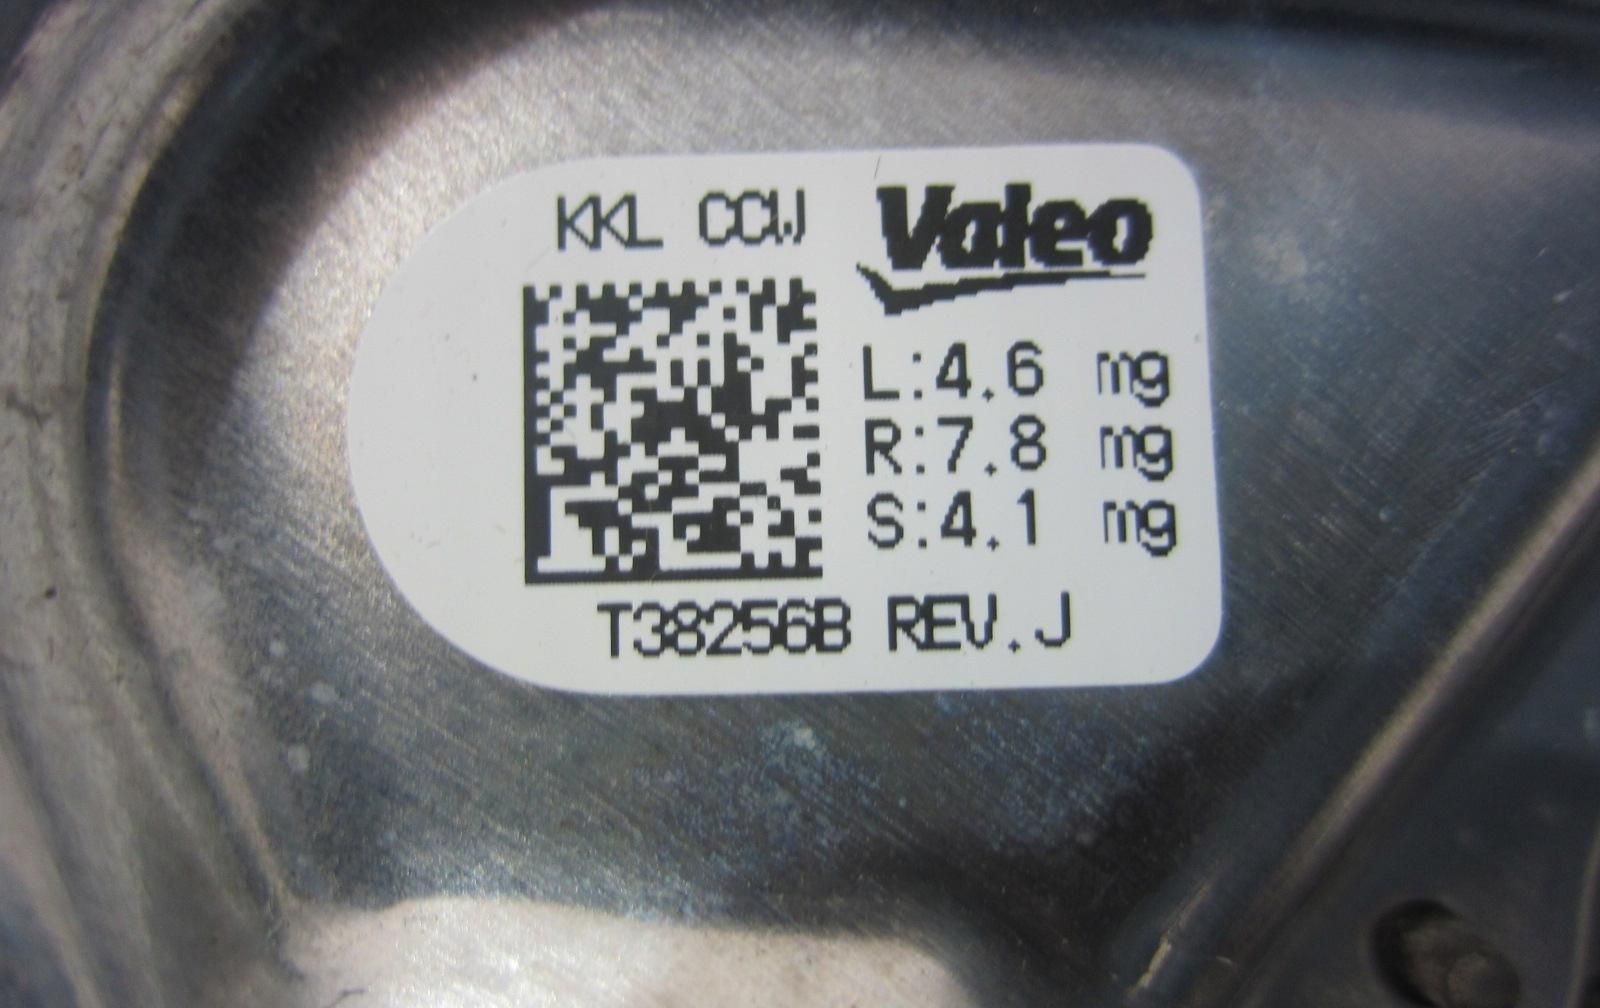 KKL CCW
Valeo
L:4.6 mg
R:7.8 mg
S:4.1 mg
T38256B REV.J